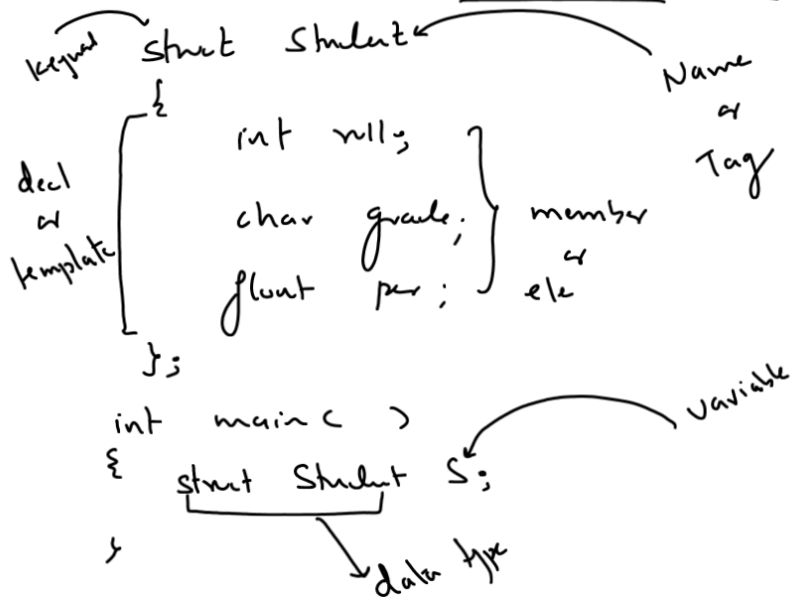 keyword struct Student Name
or
Tag
{
int roll;
decl
or
template
char grade; member
or
ele
float per;
};
int main( )
{
struct Student S; variable
}
data type